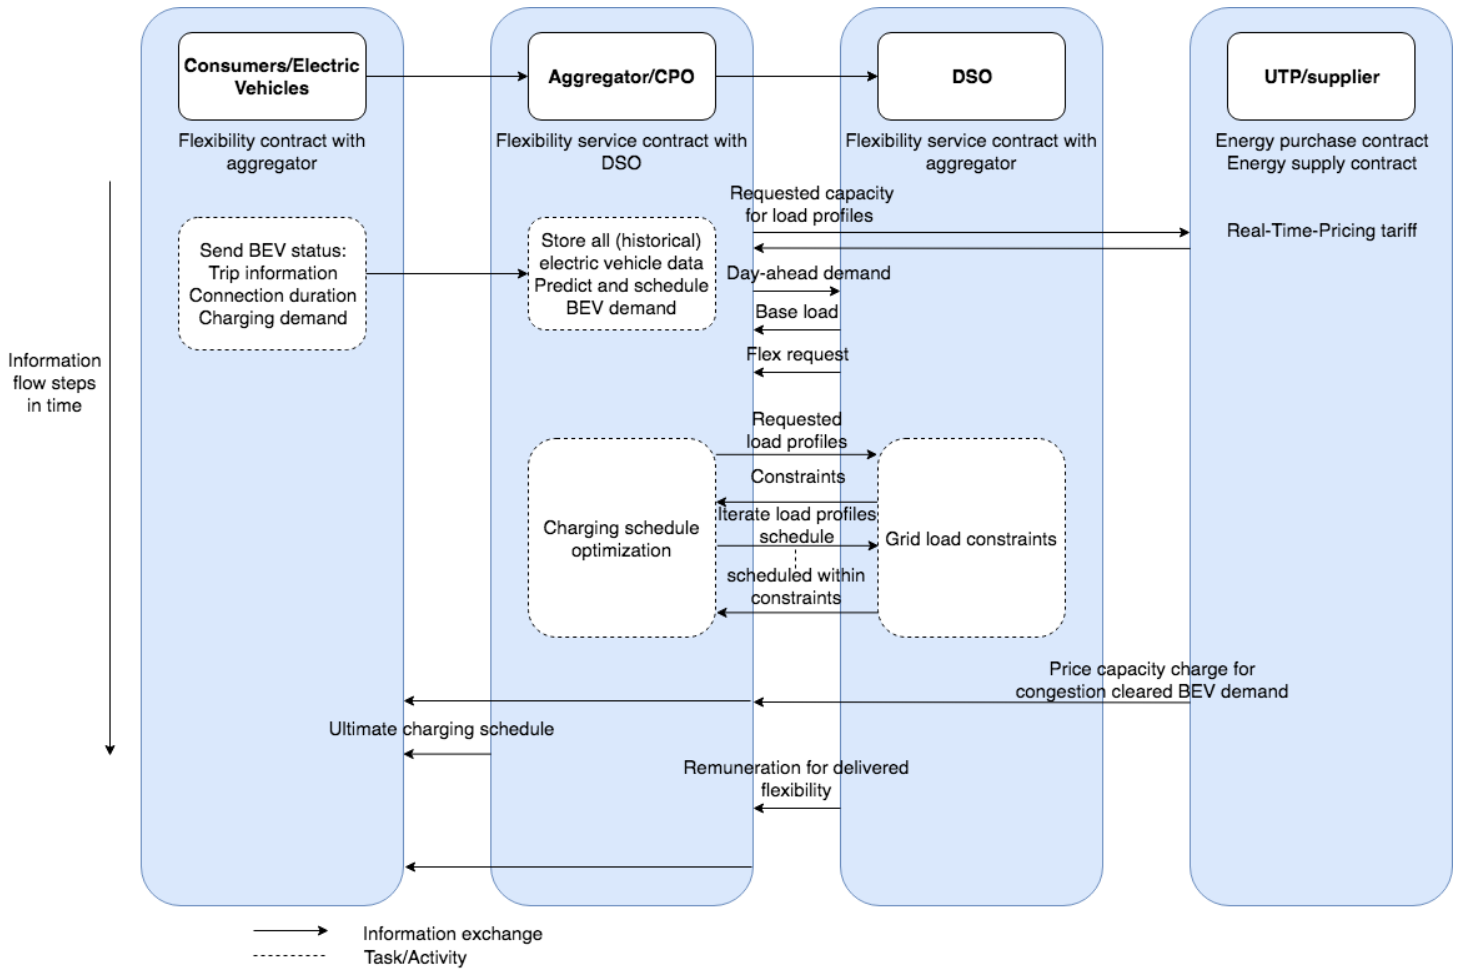 Consumers/Electric
Vehicles
Aggregator/CPO
DSO
UTP/supplier
Flexibility contract with
aggregator
Flexibility service contract with
DSO
Flexibility service contract with
aggregator
Energy purchase contract
Energy supply contract
Requested capacity
for load profiles
Real-Time-Pricing tariff
Send BEV status:
Trip information
Connection duration
Charging demand
Store all (historical)
electric vehicle data
Predict and schedule
BEV demand
Day-ahead demand
Base load
Flex request
Information
flow steps
in time
Requested
load profiles
Constraints
Iterate load profiles
schedule
scheduled within
constraints
Charging schedule
optimization
Grid load constraints
Price capacity charge for
congestion cleared BEV demand
Ultimate charging schedule
Remuneration for delivered
flexibility
Information exchange
Task/Activity